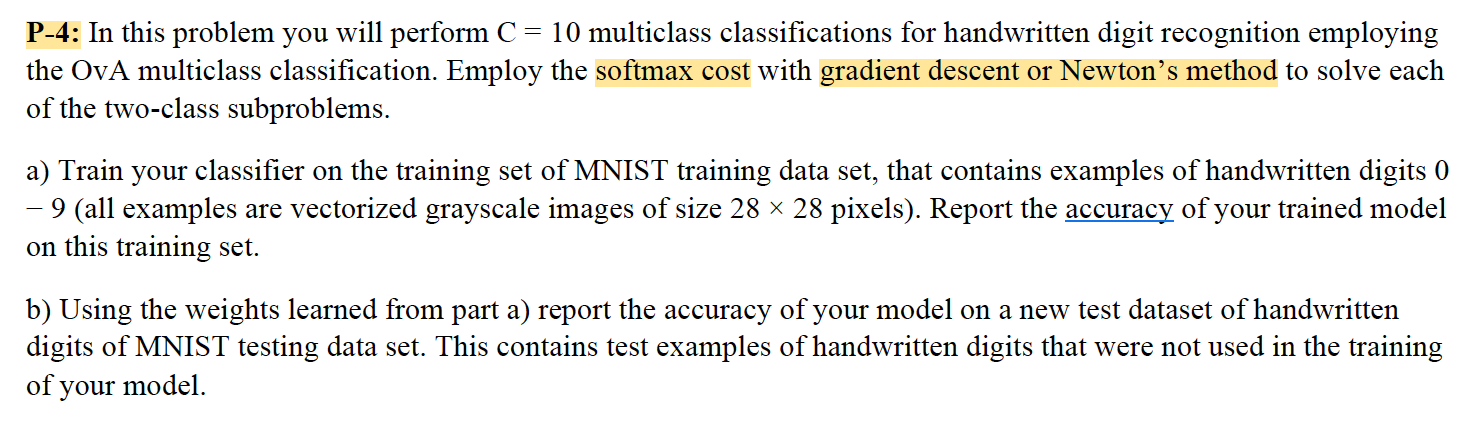 P-4: In this problem you will perform C = 10 multiclass classifications for handwritten digit recognition employing
the OvA multiclass classification. Employ the softmax cost with gradient descent or Newton’s method to solve each
of the two-class subproblems.
a) Train your classifier on the training set of MNIST training data set, that contains examples of handwritten digits 0
– 9 (all examples are vectorized grayscale images of size 28 × 28 pixels). Report the accuracy of your trained model
on this training set.
b) Using the weights learned from part a) report the accuracy of your model on a new test dataset of handwritten
digits of MNIST testing data set. This contains test examples of handwritten digits that were not used in the training
of your model.